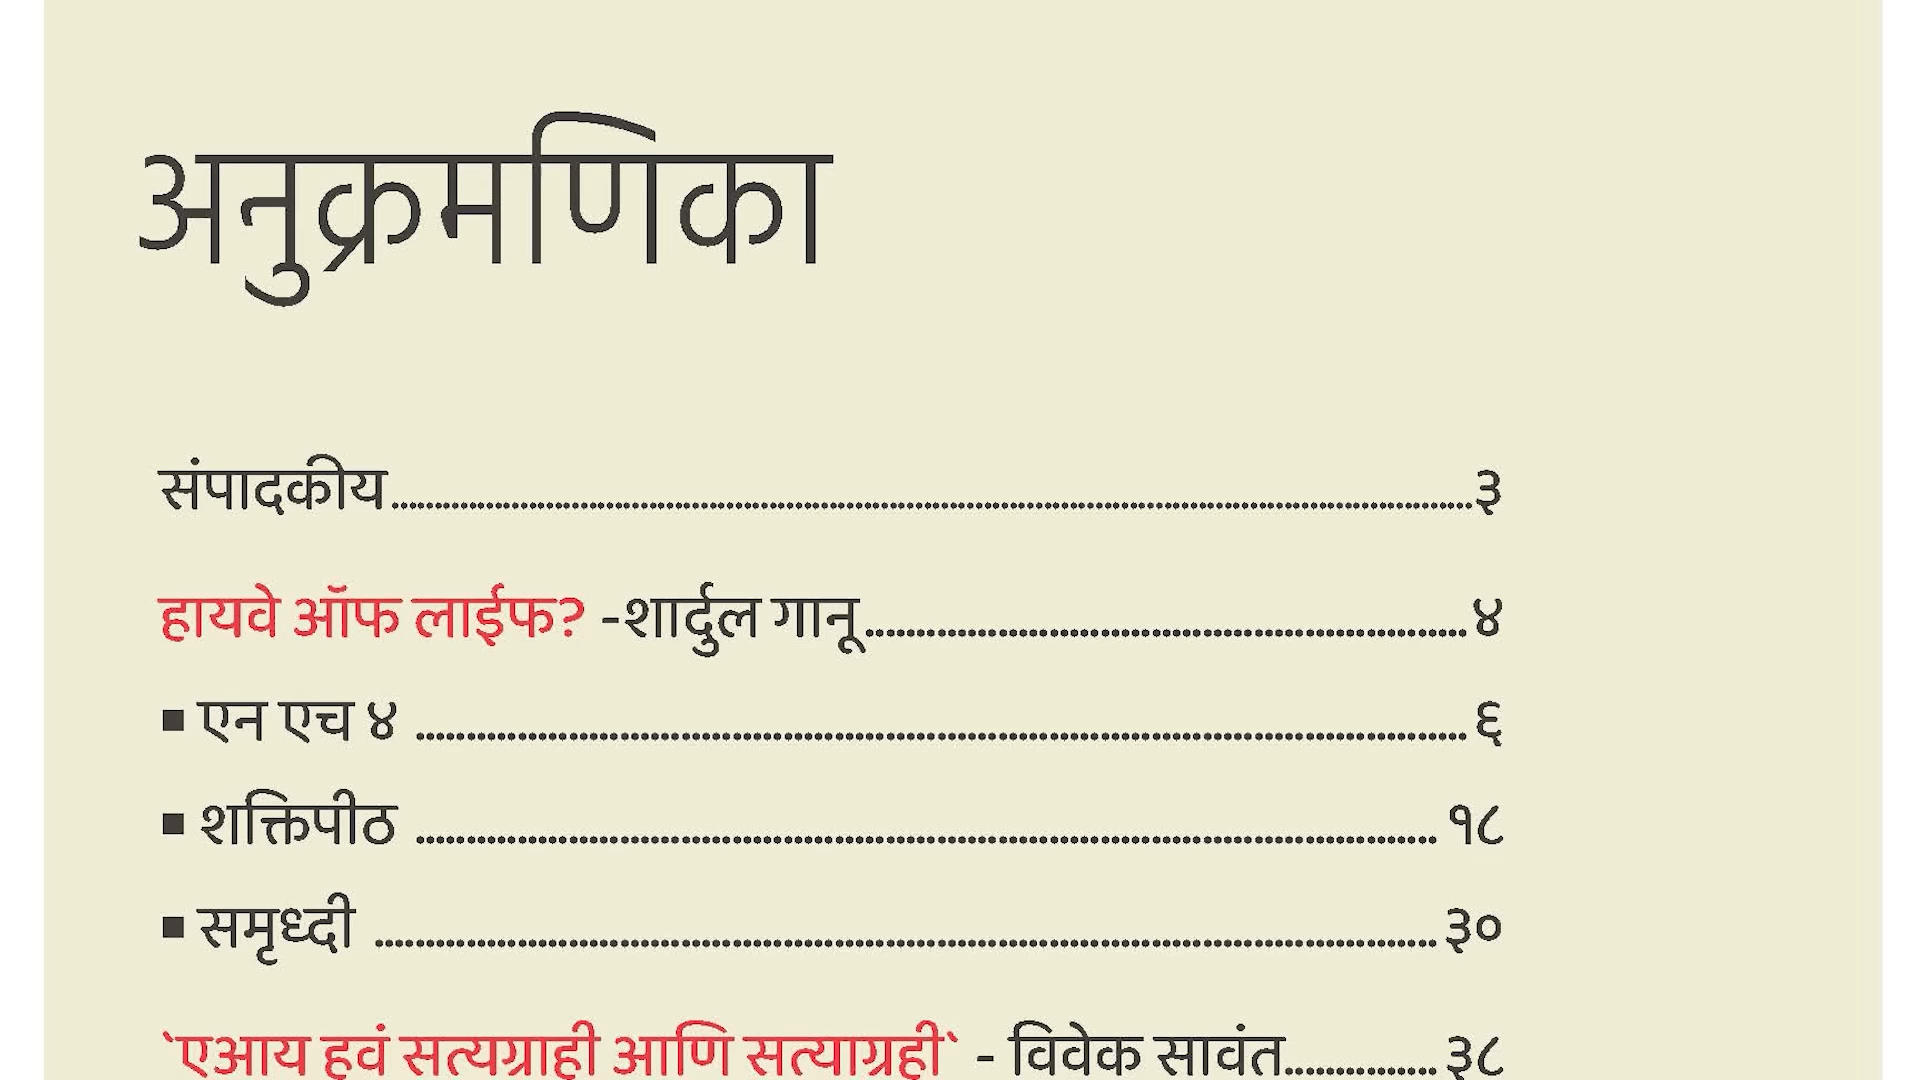 अनुक्रमणिका
संपादकीय........................................................................................................३
हायवे ऑफ लाईफ? -शार्दुल गानू..........................................................४
▪ एन एच ४ .....................................................................................................६
▪ शक्तिपीठ .................................................................................................. १८
▪ समृध्दी ......................................................................................................३०
`एआय हवं सत्यग्राही आणि सत्याग्रही` - विवेक सावंत...............३८